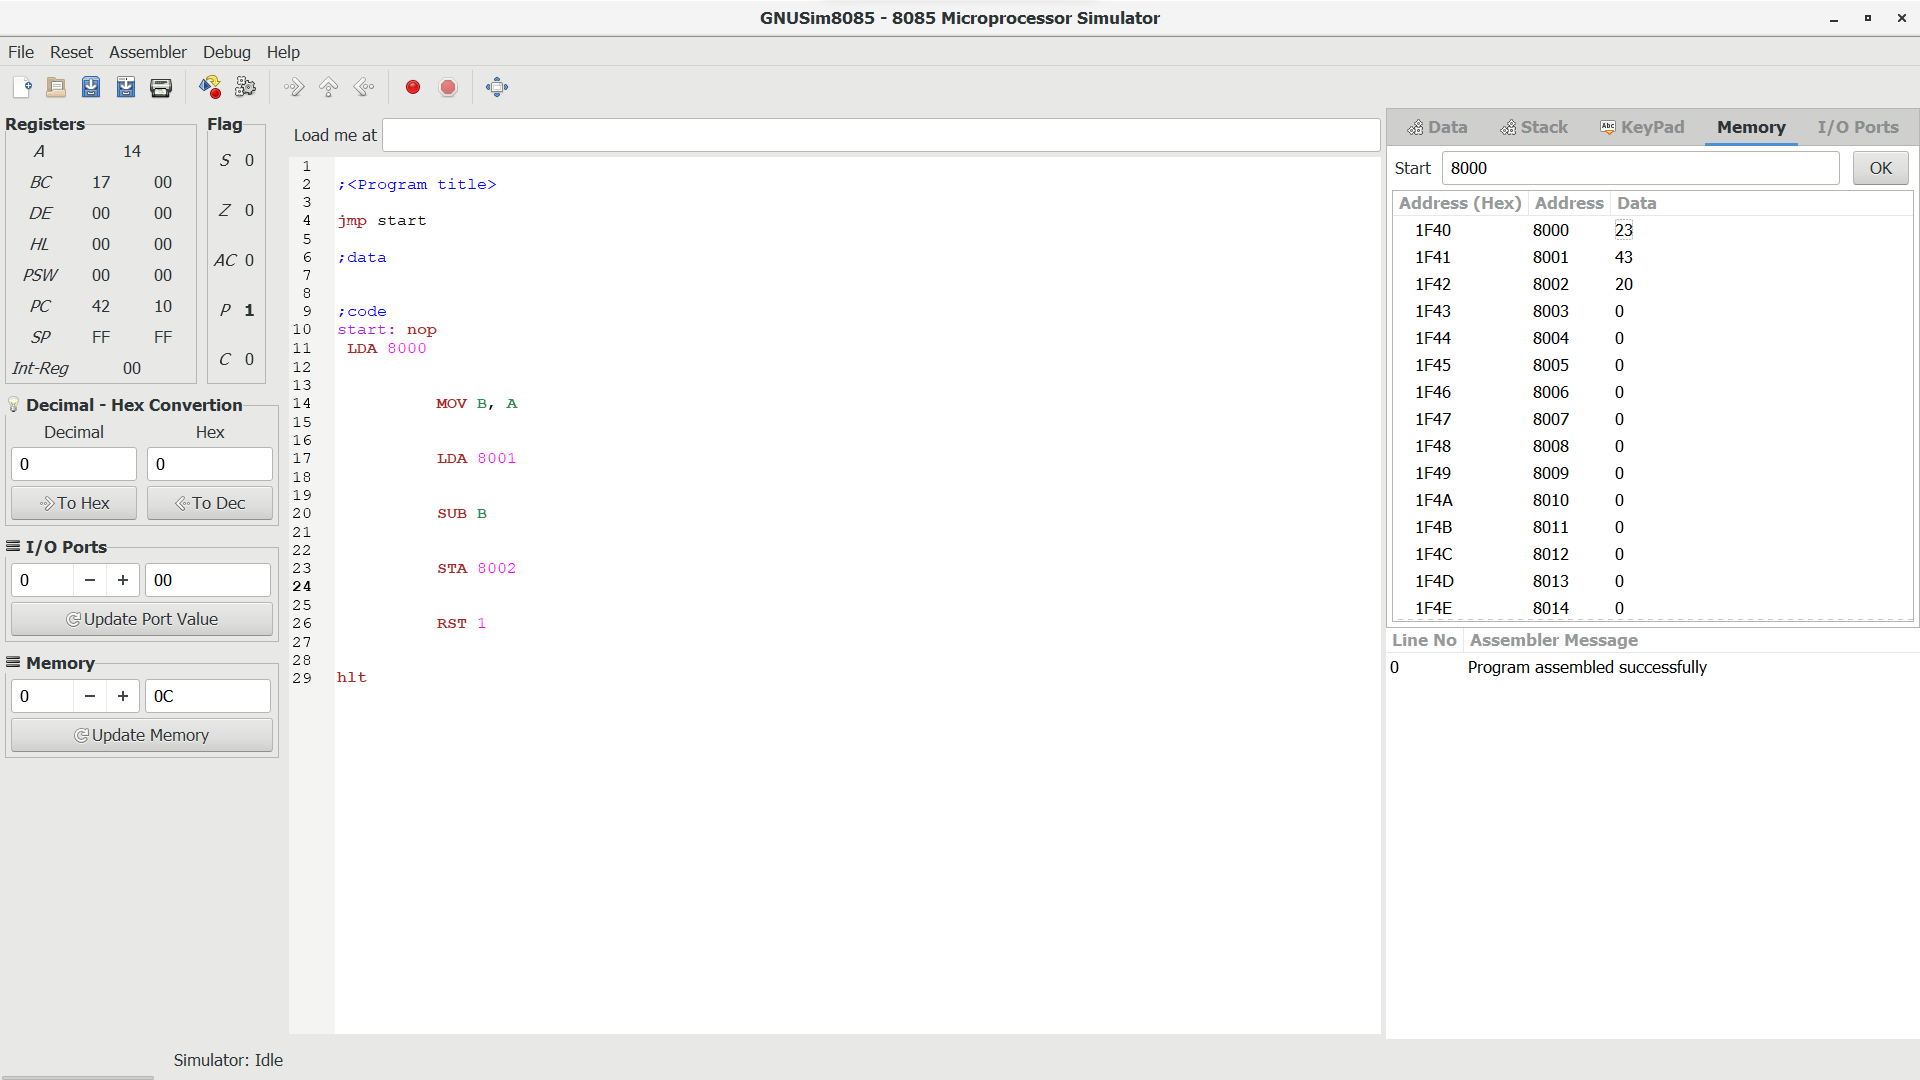 GNUSim8085 - 8085 Microprocessor Simulator
File Reset Assembler Debug Help
Registers
A 14
BC 17 00
DE 00 00
HL 00 00
PSW 00 00
PC 42 10
SP FF FF
Int-Reg 00
Flag
S 0
Z 0
AC 0
P 1
C 0
Decimal - Hex Convertion
Decimal Hex
0 0
To Hex To Dec
I/O Ports
0 − + 00
Update Port Value
Memory
0 − + 0C
Update Memory
Load me at
1
2 ;<Program title>
3
4 jmp start
5
6 ;data
7
8
9 ;code
10 start: nop
11 LDA 8000
12
13
14 MOV B, A
15
16
17 LDA 8001
18
19
20 SUB B
21
22
23 STA 8002
24
25
26 RST 1
27
28
29 hlt
Data Stack Abc KeyPad Memory I/O Ports
Start 8000 OK
Address (Hex) Address Data
1F40 8000 23
1F41 8001 43
1F42 8002 20
1F43 8003 0
1F44 8004 0
1F45 8005 0
1F46 8006 0
1F47 8007 0
1F48 8008 0
1F49 8009 0
1F4A 8010 0
1F4B 8011 0
1F4C 8012 0
1F4D 8013 0
1F4E 8014 0
Line No Assembler Message
0 Program assembled successfully
Simulator: Idle